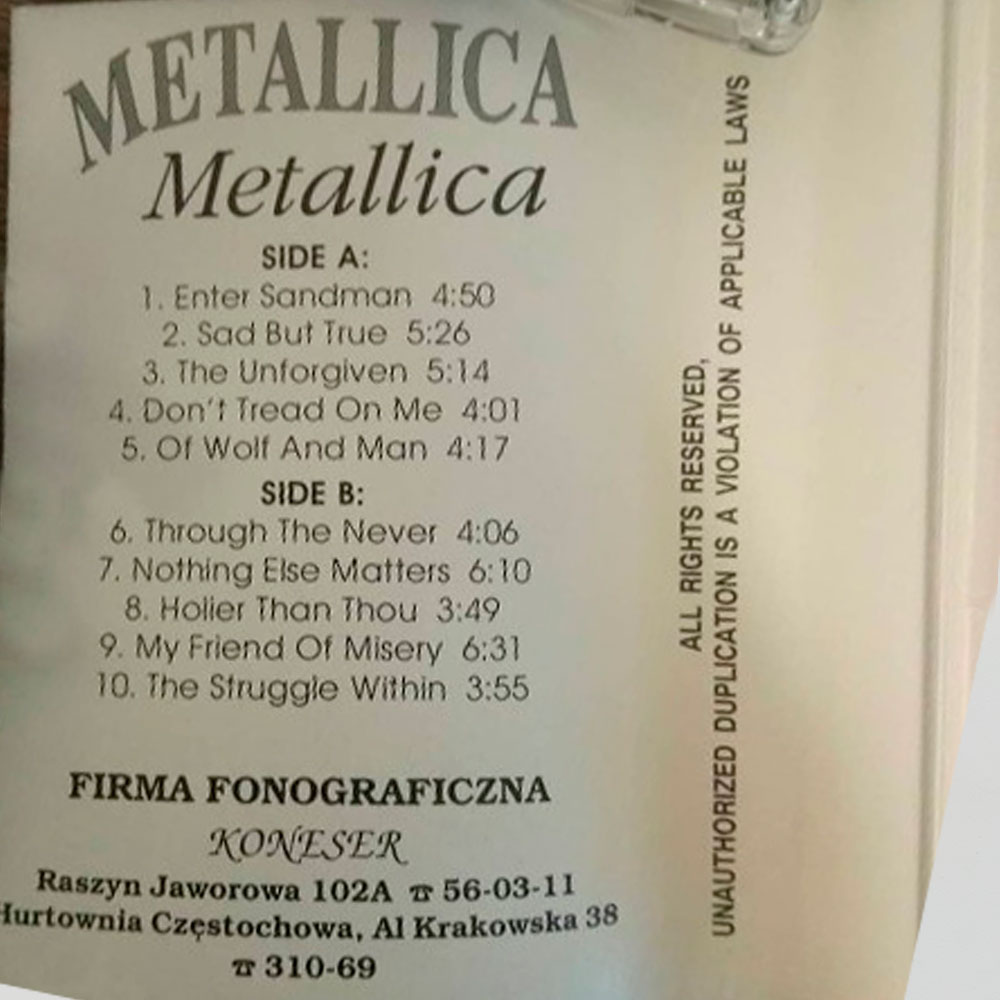 METALLICA
Metallica
SIDE A:
1. Enter Sandman 4:50
2. Sad But True 5:26
3. The Unforgiven 5:14
4. Don't Tread On Me 4:01
5. Of Wolf And Man 4:17
SIDE B:
6. Through The Never 4:06
7. Nothing Else Matters 6:10
8. Holier Than Thou 3:49
9. My Friend Of Misery 6:31
10. The Struggle Within 3:55
FIRMA FONOGRAFICZNA
KONESER
Raszyn Jaworowa 102A ☎ 56-03-11
Hurtownia Częstochowa, Al Krakowska 38
☎ 310-69
ALL RIGHTS RESERVED,
UNAUTHORIZED DUPLICATION IS A VIOLATION OF APPLICABLE LAWS